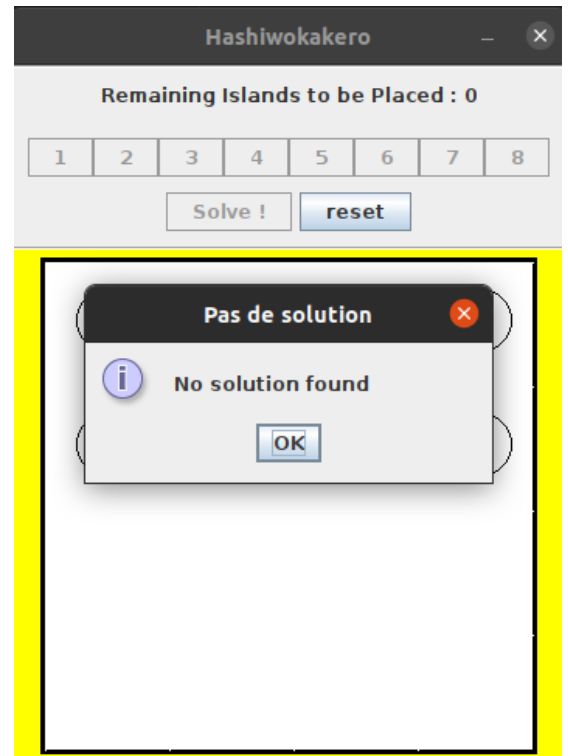 Hashiwokakero
Remaining Islands to be Placed : 0
1 2 3 4 5 6 7 8
Solve ! reset
Pas de solution
i
No solution found
OK